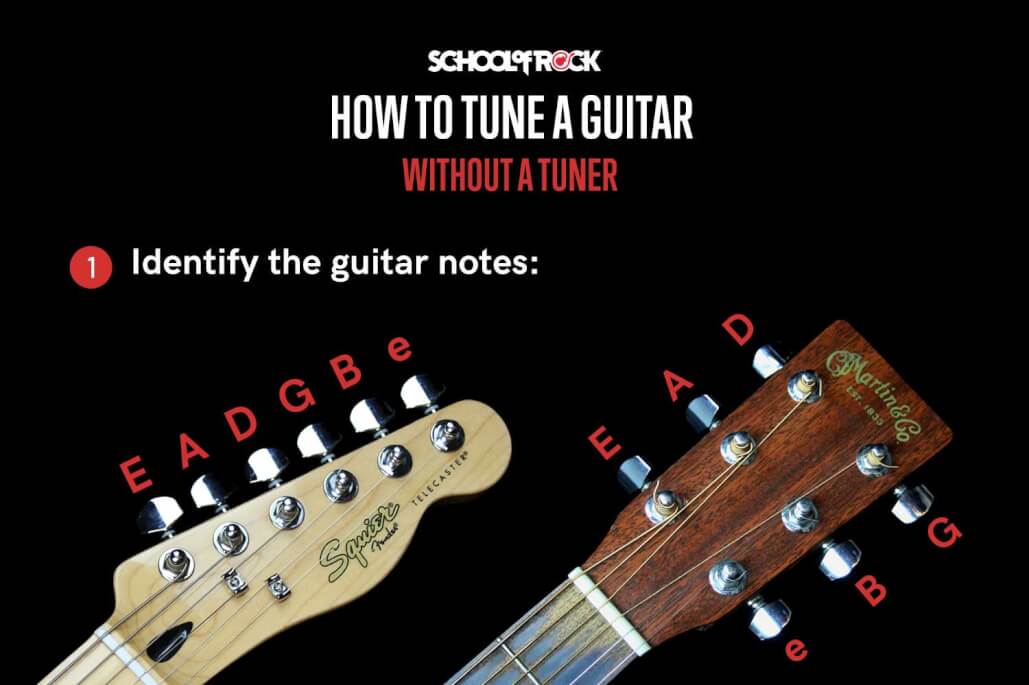 SCHOOL of ROCK
HOW TO TUNE A GUITAR
WITHOUT A TUNER
1 Identify the guitar notes:
E A D G B e
Squier
Fender
TELECASTER®
E A D
C.F. Martin & Co.
EST. 1833
G
B
e